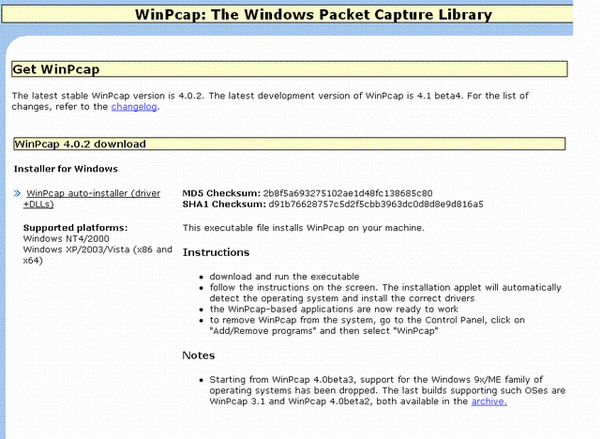 WinPcap: The Windows Packet Capture Library
Get WinPcap
The latest stable WinPcap version is 4.0.2. The latest development version of WinPcap is 4.1 beta4. For the list of
changes, refer to the changelog.
WinPcap 4.0.2 download
Installer for Windows
» WinPcap auto-installer (driver
+DLLs)
Supported platforms:
Windows NT4/2000
Windows XP/2003/Vista (x86 and
x64)
MD5 Checksum: 2b8f5a693275102ae1d48fc138685c80
SHA1 Checksum: d91b76628757c5d2f5cbb3963dc0d8d8e9d816a5
This executable file installs WinPcap on your machine.
Instructions
• download and run the executable
• follow the instructions on the screen. The installation applet will automatically
detect the operating system and install the correct drivers
• the WinPcap-based applications are now ready to work
• to remove WinPcap from the system, go to the Control Panel, click on
"Add/Remove programs" and then select "WinPcap"
Notes
• Starting from WinPcap 4.0beta3, support for the Windows 9x/ME family of
operating systems has been dropped. The last builds supporting such OSes are
WinPcap 3.1 and WinPcap 4.0beta2, both available in the archive.